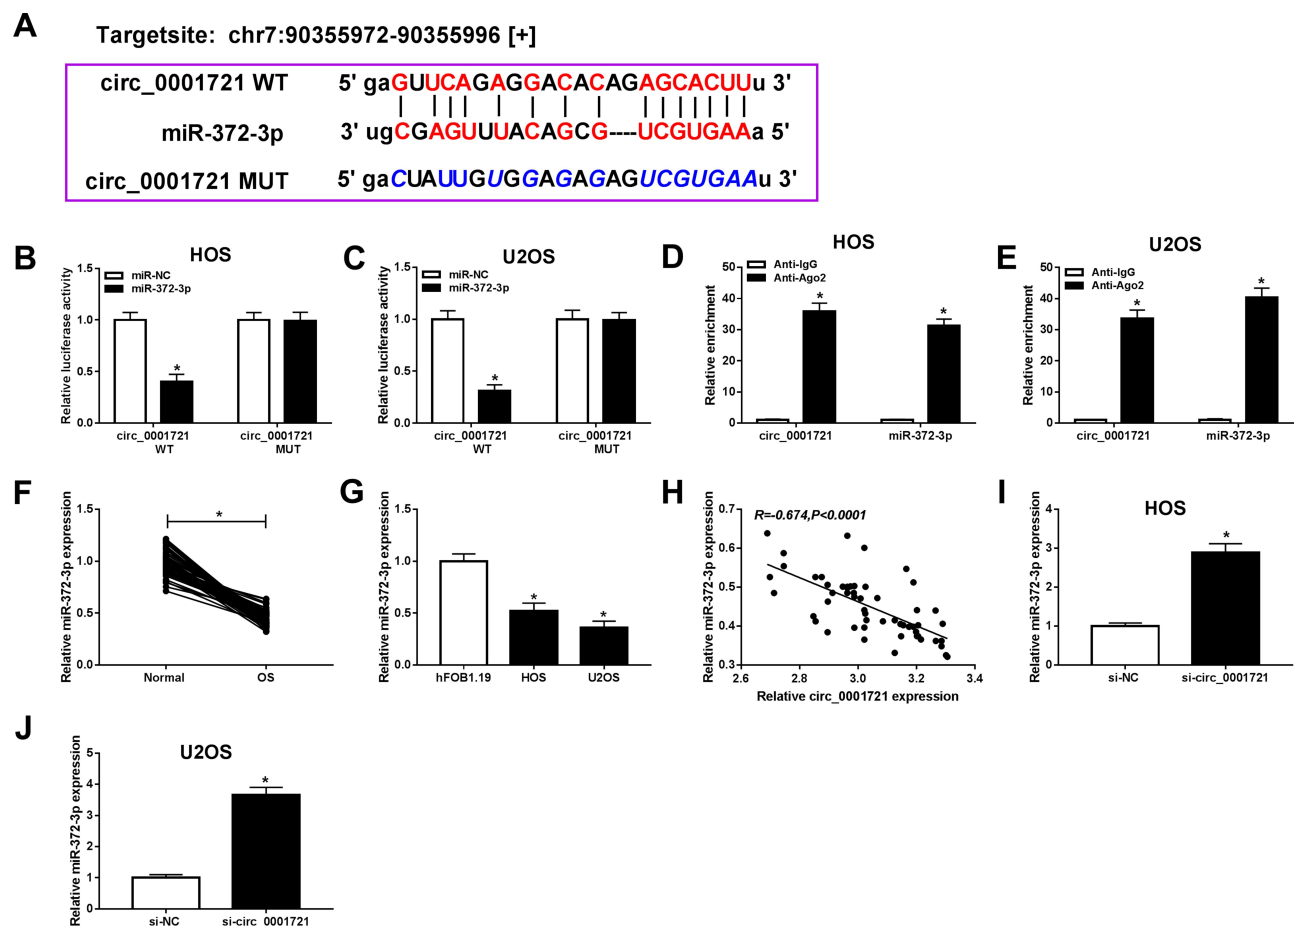 A
Targetsite: chr7:90355972-90355996 [+]
circ_0001721 WT 5' gaGUUCAGAGGACACAGAGCACUUu 3'
miR-372-3p 3' ugCGAGUUUACAGCG----UCGUGAAa 5'
circ_0001721 MUT 5' gaCUAUUGUGGAGAGAGUCGUGAAu 3'
B
HOS
Relative luciferase activity
1.5
1.0
0.5
0.0
miR-NC
miR-372-3p
*
circ_0001721 WT
circ_0001721 MUT
C
U2OS
Relative luciferase activity
1.5
1.0
0.5
0.0
miR-NC
miR-372-3p
*
circ_0001721 WT
circ_0001721 MUT
D
HOS
Relative enrichment
50
40
30
20
10
0
Anti-IgG
Anti-Ago2
* *
circ_0001721 miR-372-3p
E
U2OS
Relative enrichment
50
40
30
20
10
0
Anti-IgG
Anti-Ago2
* *
circ_0001721 miR-372-3p
F
Relative miR-372-3p expression
1.5
1.0
0.5
0.0
*
Normal OS
G
Relative miR-372-3p expression
1.5
1.0
0.5
0.0
* *
hFOB1.19 HOS U2OS
H
Relative miR-372-3p expression
0.7
0.6
0.5
0.4
0.3
R=-0.674,P<0.0001
2.6 2.8 3.0 3.2 3.4
Relative circ_0001721 expression
I
HOS
Relative miR-372-3p expression
4
3
2
1
0
*
si-NC si-circ_0001721
J
U2OS
Relative miR-372-3p expression
5
4
3
2
1
0
*
si-NC si-circ_0001721